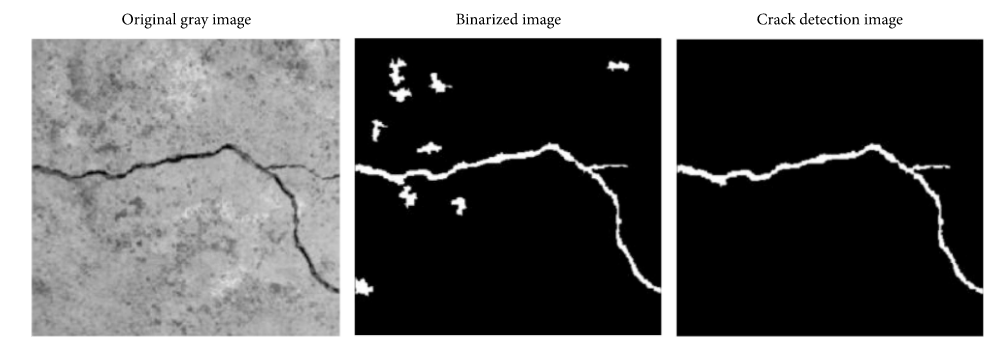 Original gray image
Binarized image
Crack detection image